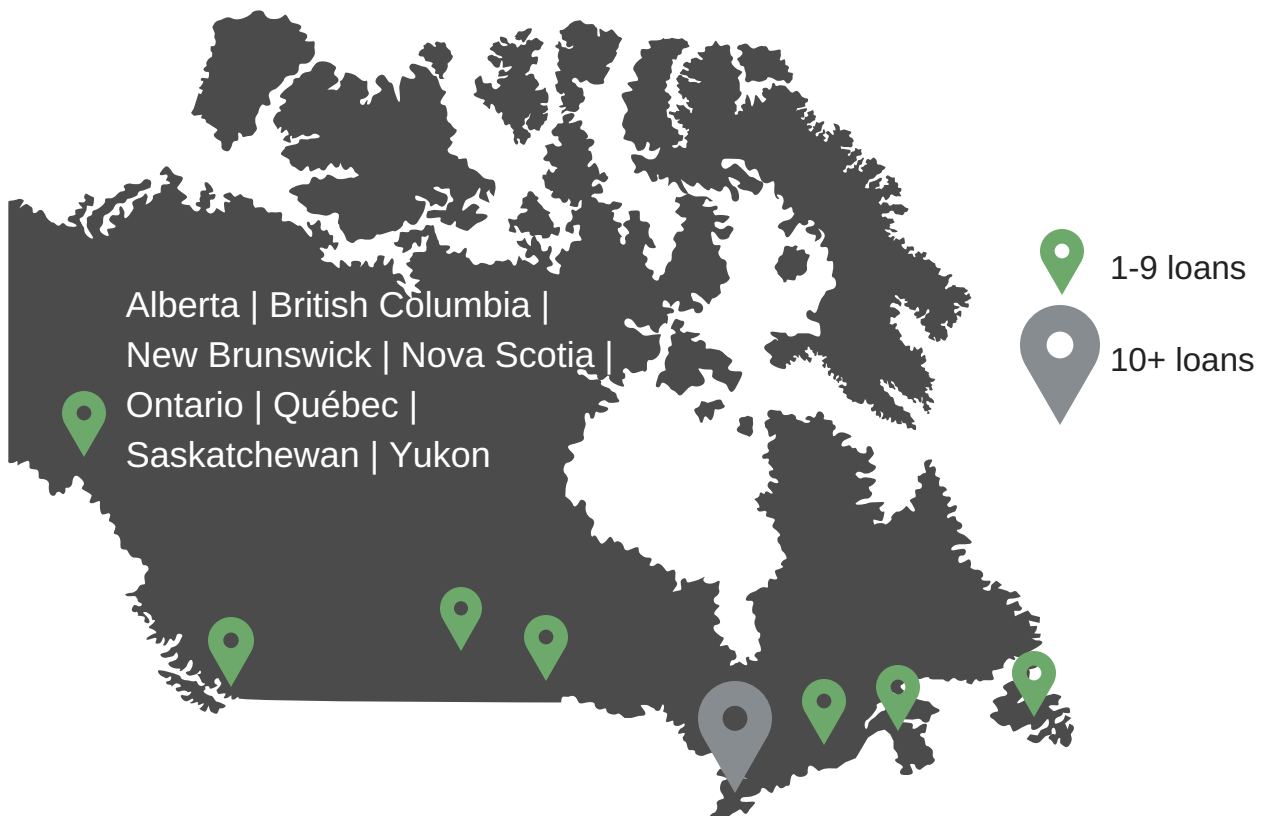 Alberta | British Columbia |
New Brunswick | Nova Scotia |
Ontario | Québec |
Saskatchewan | Yukon
1-9 loans
10+ loans